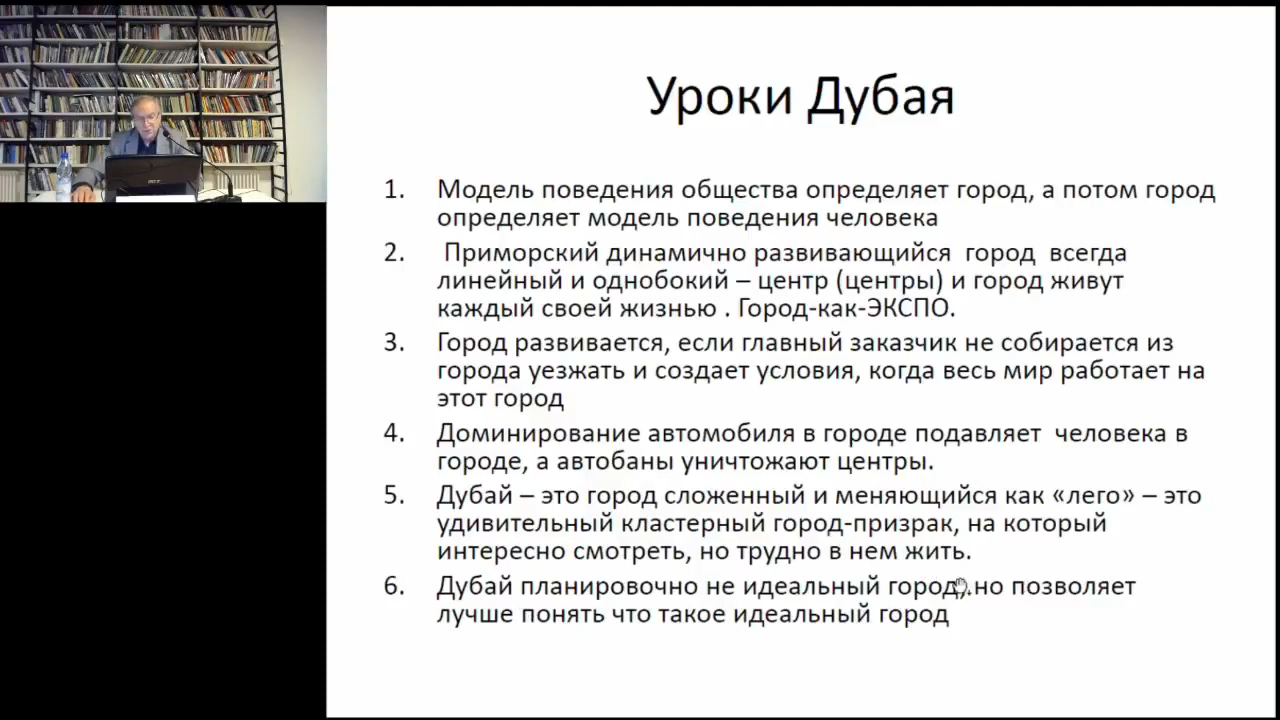 Уроки Дубая
1. Модель поведения общества определяет город, а потом город
определяет модель поведения человека
2. Приморский динамично развивающийся город всегда
линейный и однобокий – центр (центры) и город живут
каждый своей жизнью . Город-как-ЭКСПО.
3. Город развивается, если главный заказчик не собирается из
города уезжать и создает условия, когда весь мир работает на
этот город
4. Доминирование автомобиля в городе подавляет человека в
городе, а автобаны уничтожают центры.
5. Дубай – это город сложенный и меняющийся как «лего» – это
удивительный кластерный город-призрак, на который
интересно смотреть, но трудно в нем жить.
6. Дубай планировочно не идеальный город, но позволяет
лучше понять что такое идеальный город